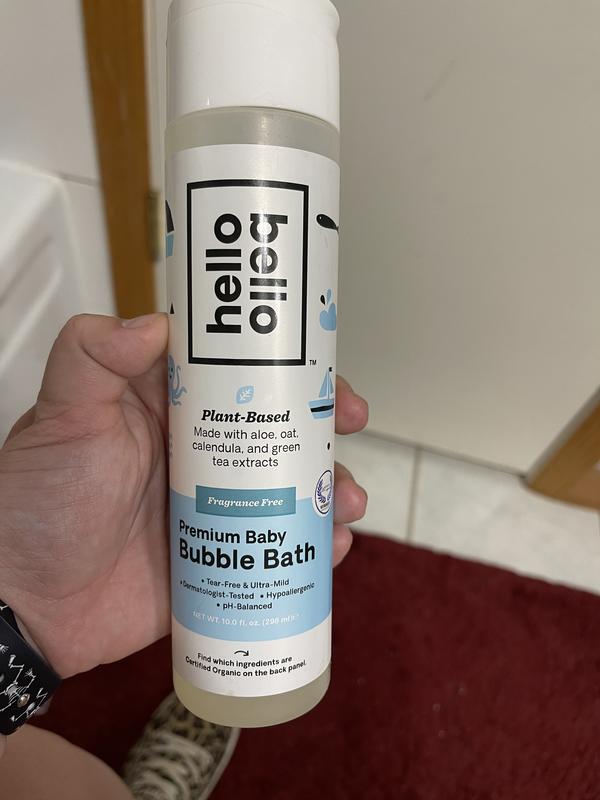 hello
bello
TM
Plant-Based
Made with aloe, oat,
calendula, and green
tea extracts
Fragrance Free
Premium Baby
Bubble Bath
• Tear-Free & Ultra-Mild
• Dermatologist-Tested • Hypoallergenic
• pH-Balanced
NET WT. 10.0 fl. oz. (296 ml)
Find which ingredients are
Certified Organic on the back panel.